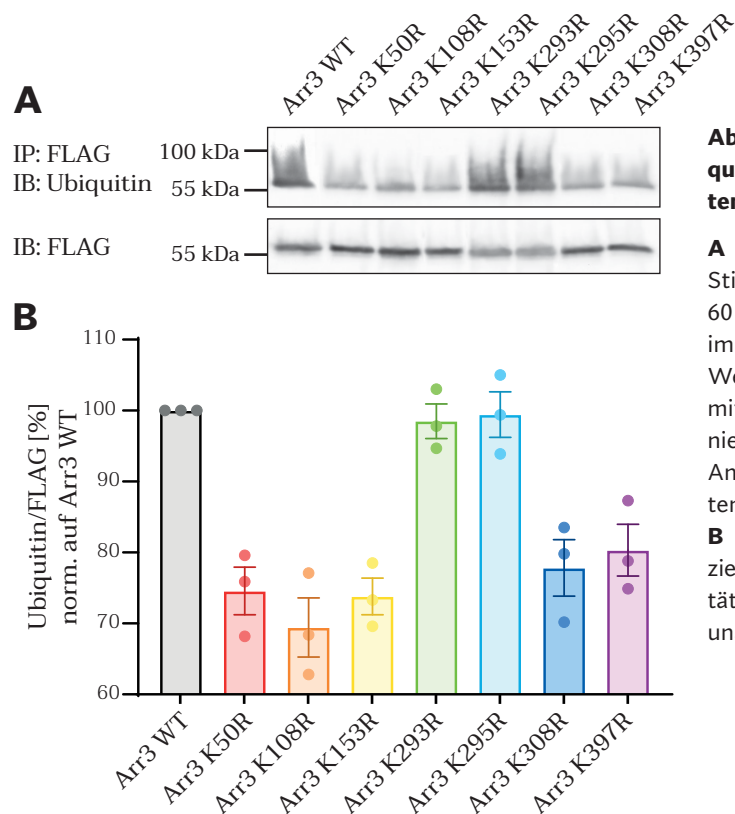 A
Arr3 WT
Arr3 K50R
Arr3 K108R
Arr3 K153R
Arr3 K293R
Arr3 K295R
Arr3 K308R
Arr3 K397R
IP: FLAG
IB: Ubiquitin
100 kDa
55 kDa
IB: FLAG
55 kDa
B
Ubiquitin/FLAG [%]
norm. auf Arr3 WT
110
100
90
80
70
60
Arr3 WT
Arr3 K50R
Arr3 K108R
Arr3 K153R
Arr3 K293R
Arr3 K295R
Arr3 K308R
Arr3 K397R
Ab
qu
ter
A
Sti
60
im
We
mi
nie
An
ter
B
zie
tät
un